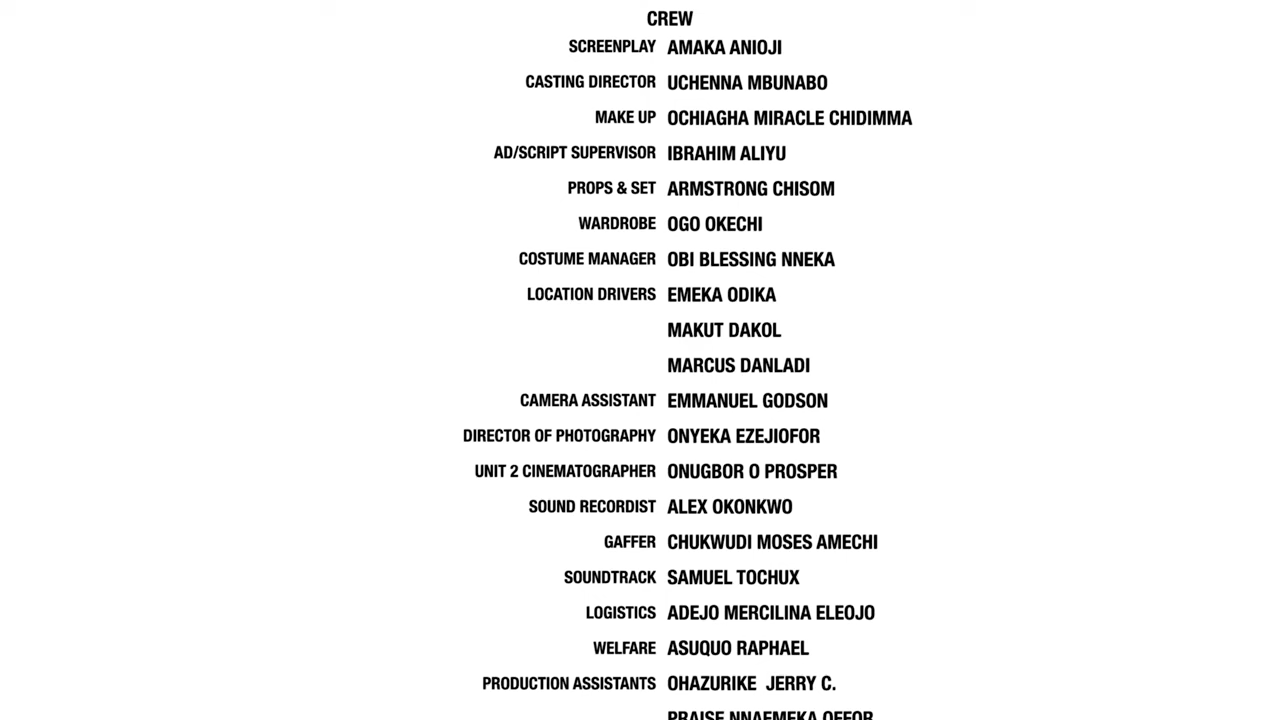 CREW
SCREENPLAY AMAKA ANIOJI
CASTING DIRECTOR UCHENNA MBUNABO
MAKE UP OCHIAGHA MIRACLE CHIDIMMA
AD/SCRIPT SUPERVISOR IBRAHIM ALIYU
PROPS & SET ARMSTRONG CHISOM
WARDROBE OGO OKECHI
COSTUME MANAGER OBI BLESSING NNEKA
LOCATION DRIVERS EMEKA ODIKA
MAKUT DAKOL
MARCUS DANLADI
CAMERA ASSISTANT EMMANUEL GODSON
DIRECTOR OF PHOTOGRAPHY ONYEKA EZEJIOFOR
UNIT 2 CINEMATOGRAPHER ONUGBOR O PROSPER
SOUND RECORDIST ALEX OKONKWO
GAFFER CHUKWUDI MOSES AMECHI
SOUNDTRACK SAMUEL TOCHUX
LOGISTICS ADEJO MERCILINA ELEOJO
WELFARE ASUQUO RAPHAEL
PRODUCTION ASSISTANTS OHAZURIKE JERRY C.
PRAISE NNAEMEKA OFFOR